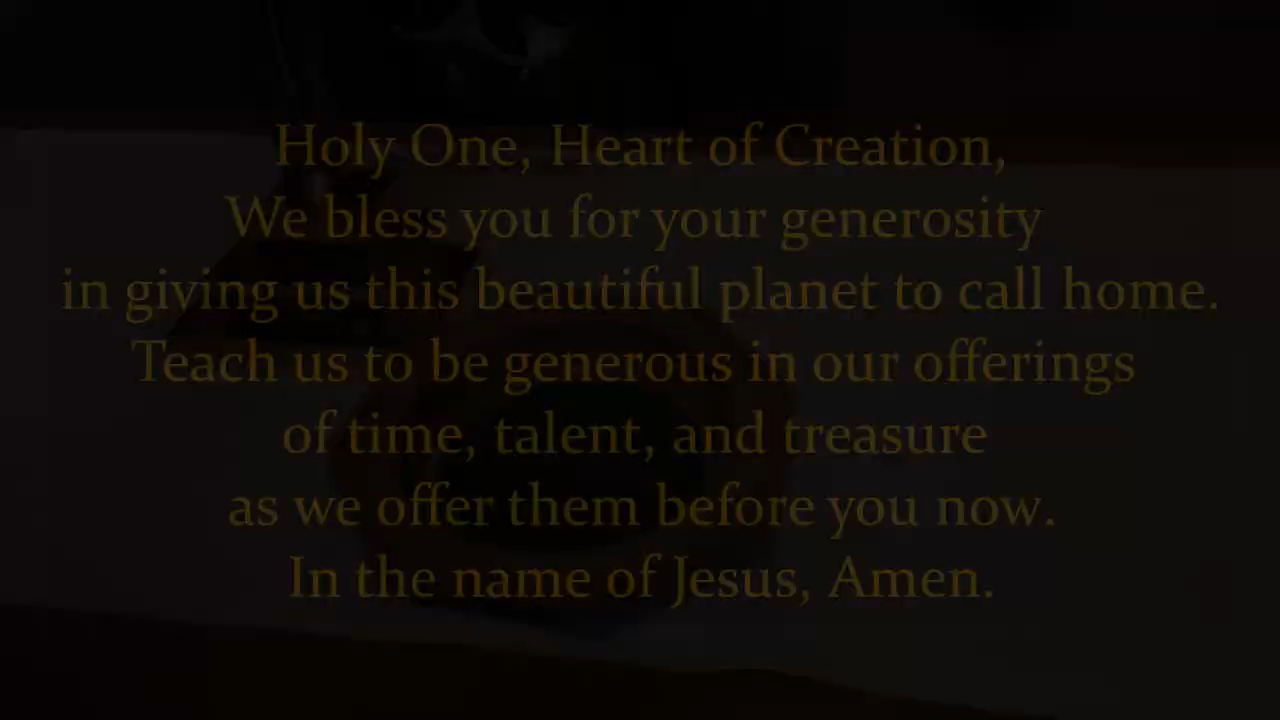 Holy One, Heart of Creation,
We bless you for your generosity
in giving us this beautiful planet to call home.
Teach us to be generous in our offerings
of time, talent, and treasure
as we offer them before you now.
In the name of Jesus, Amen.